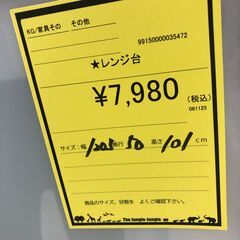 KG/家具その その他
99150000035472
★レンジ台
¥7,980
(税込)
081125
サイズ:幅 120.5 奥行 50 高さ 101 cm
商品のサイズ、状態を よくご確認下さい。
The Jungle-Jungle